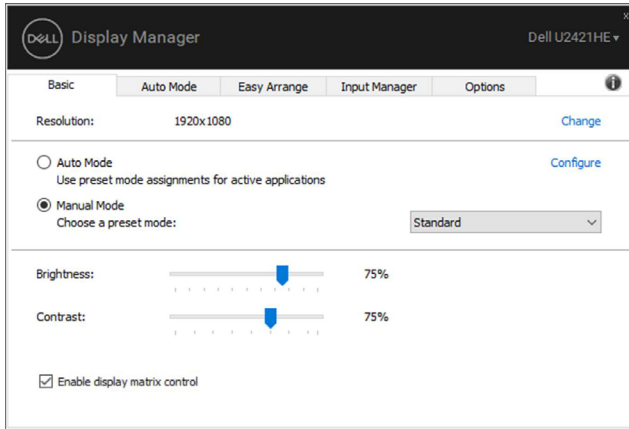 x
DELL Display Manager Dell U2421HE
Basic Auto Mode Easy Arrange Input Manager Options i
Resolution: 1920x1080 Change
Auto Mode Configure
Use preset mode assignments for active applications
Manual Mode
Choose a preset mode: Standard
Brightness: 75%
Contrast: 75%
Enable display matrix control